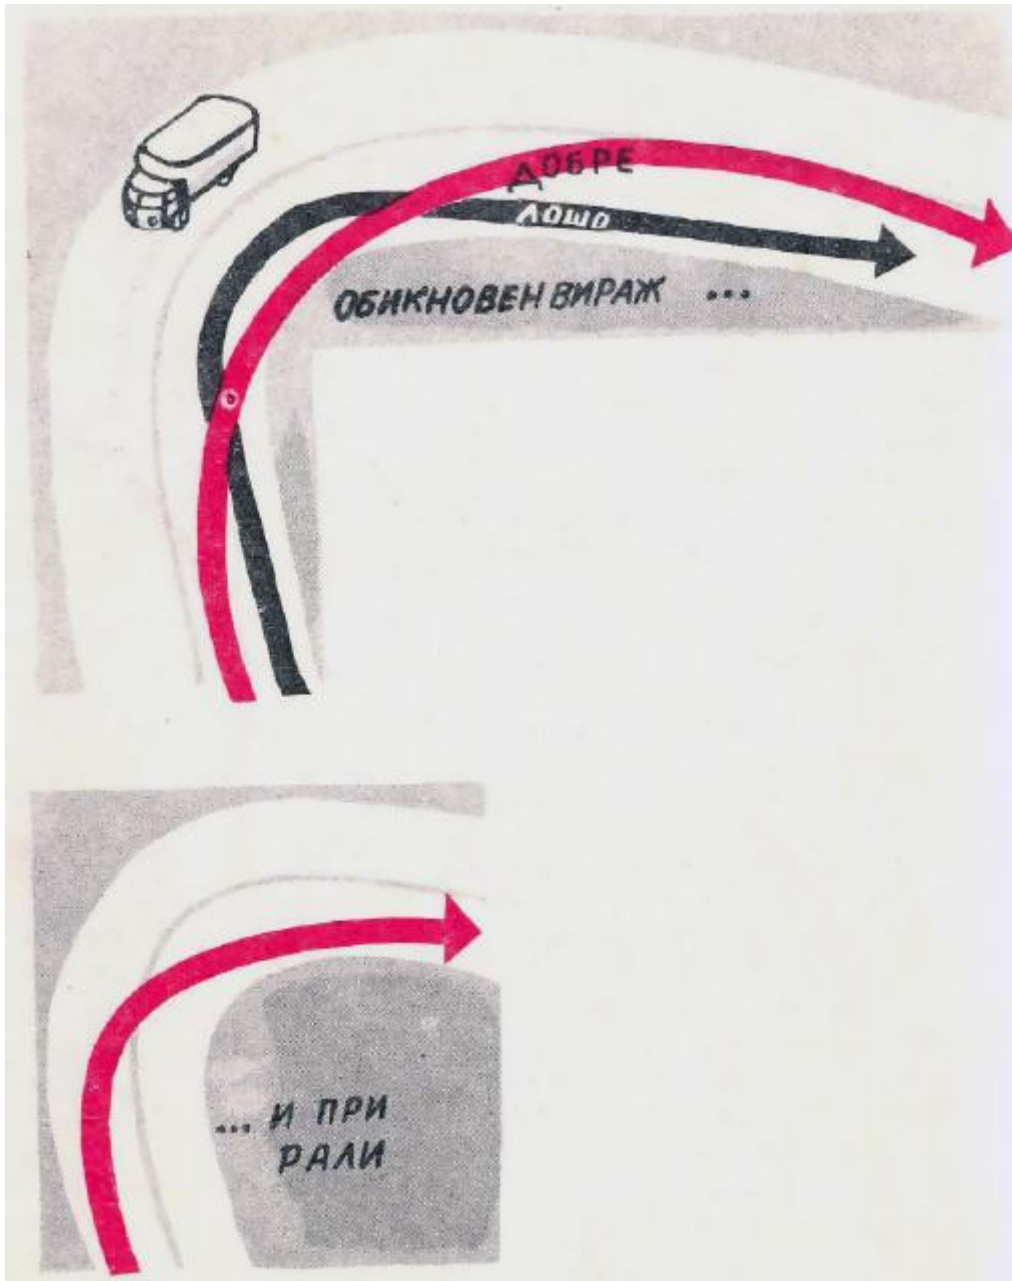 ДОБРЕ
ЛОШО
ОБИКНОВЕН ВИРАЖ ...
... И ПРИ
РАЛИ